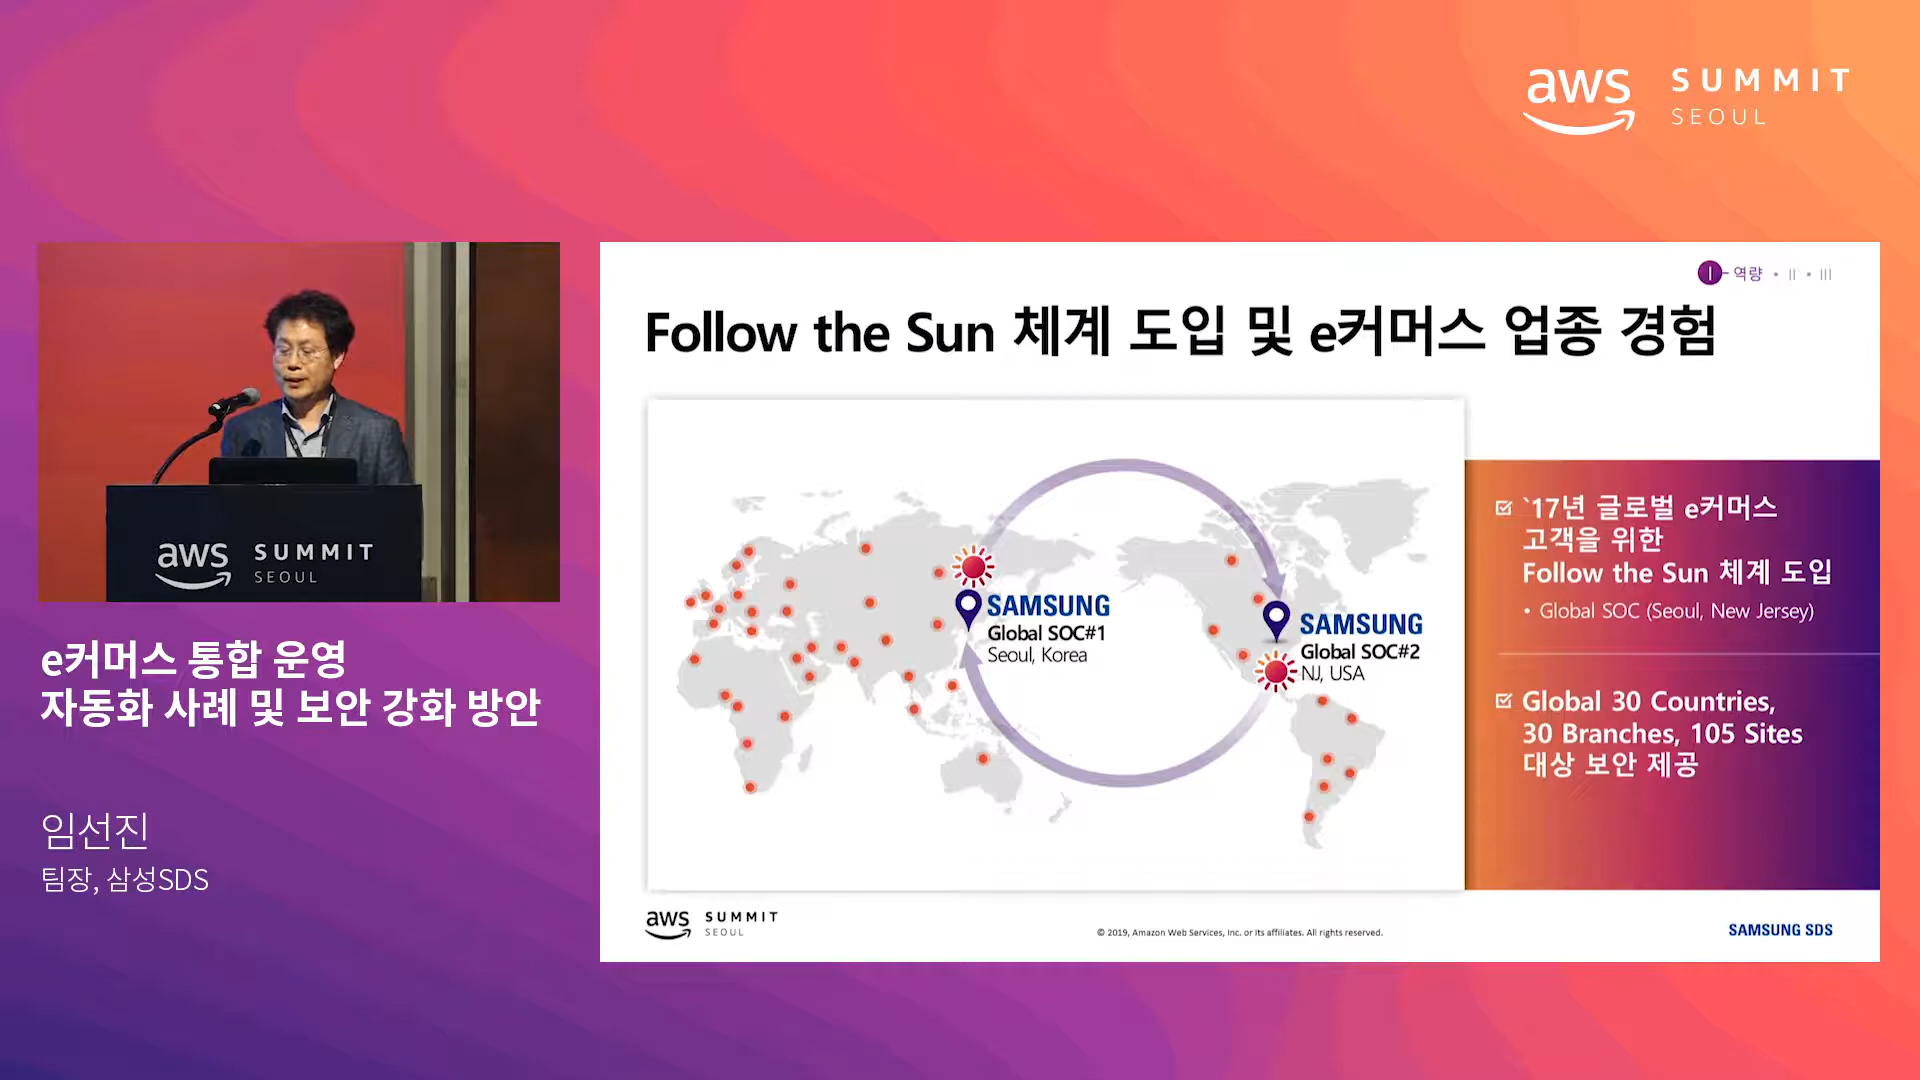 aws SUMMIT
SEOUL
aws SUMMIT
SEOUL
e커머스 통합 운영
자동화 사례 및 보안 강화 방안
임선진
팀장, 삼성SDS
I 역량 • II • III
Follow the Sun 체계 도입 및 e커머스 업종 경험
SAMSUNG
Global SOC#1
Seoul, Korea
SAMSUNG
Global SOC#2
NJ, USA
`17년 글로벌 e커머스
고객을 위한
Follow the Sun 체계 도입
• Global SOC (Seoul, New Jersey)
Global 30 Countries,
30 Branches, 105 Sites
대상 보안 제공
aws SUMMIT
SEOUL
© 2019, Amazon Web Services, Inc. or its affiliates. All rights reserved.
SAMSUNG SDS